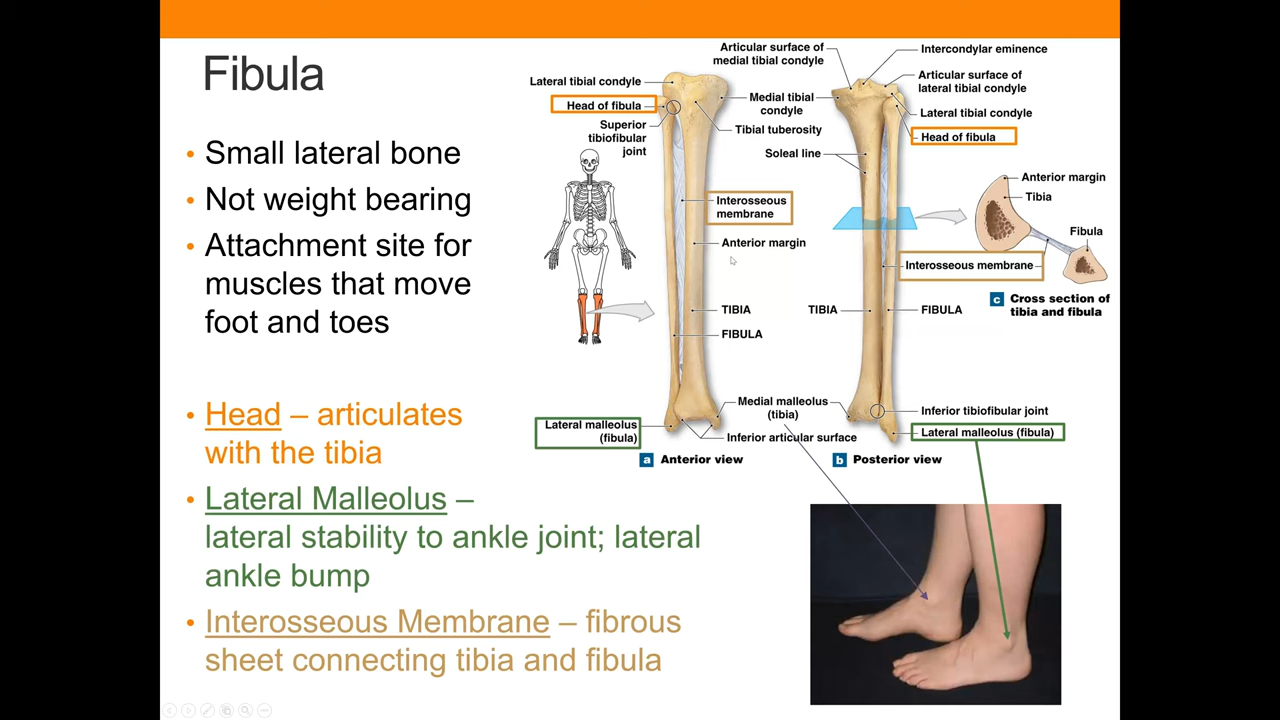 Fibula
• Small lateral bone
• Not weight bearing
• Attachment site for
muscles that move
foot and toes
• Head – articulates
with the tibia
• Lateral Malleolus –
lateral stability to ankle joint; lateral
ankle bump
• Interosseous Membrane – fibrous
sheet connecting tibia and fibula
Lateral tibial condyle
Head of fibula
Superior
tibiofibular
joint
Articular surface of
medial tibial condyle
Medial tibial
condyle
Tibial tuberosity
Soleal line
Interosseous
membrane
Anterior margin
TIBIA
FIBULA
Lateral malleolus
(fibula)
Medial malleolus
(tibia)
Inferior articular surface
a Anterior view
Intercondylar eminence
Articular surface of
lateral tibial condyle
Lateral tibial condyle
Head of fibula
Interosseous membrane
TIBIA
FIBULA
Inferior tibiofibular joint
Lateral malleolus (fibula)
b Posterior view
Anterior margin
Tibia
Fibula
c Cross section of
tibia and fibula